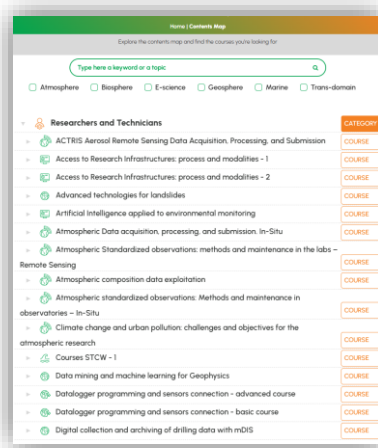 Home | Contents Map
Explore the contents map and find the courses you're looking for
Type here a keyword or a topic
Atmosphere Biosphere E-science Geosphere Marine Trans-domain
Researchers and Technicians CATEGORY
ACTRIS Aerosol Remote Sensing Data Acquisition, Processing, and Submission COURSE
Access to Research Infrastructures: process and modalities - 1 COURSE
Access to Research Infrastructures: process and modalities - 2 COURSE
Advanced technologies for landslides COURSE
Artificial Intelligence applied to environmental monitoring COURSE
Atmospheric Data acquisition, processing, and submission. In-Situ COURSE
Atmospheric Standardized observations: methods and maintenance in the labs –
Remote Sensing COURSE
Atmospheric composition data exploitation COURSE
Atmospheric standardized observations: Methods and maintenance in
observatories – In-Situ COURSE
Climate change and urban pollution: challenges and objectives for the
atmospheric research COURSE
Courses STCW - 1 COURSE
Data mining and machine learning for Geophysics COURSE
Datalogger programming and sensors connection - advanced course COURSE
Datalogger programming and sensors connection - basic course COURSE
Digital collection and archiving of drilling data with mDIS COURSE